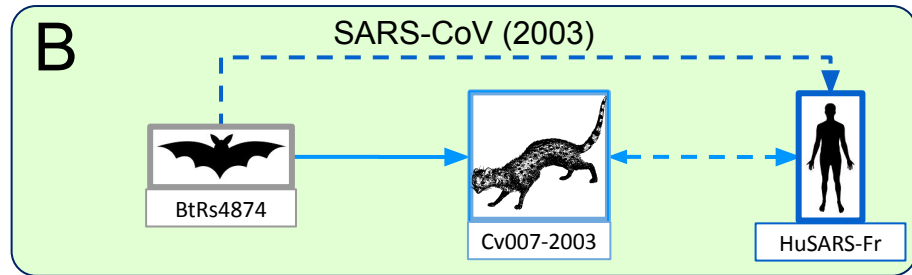 B
SARS-CoV (2003)
BtRs4874
Cv007-2003
HuSARS-Fr